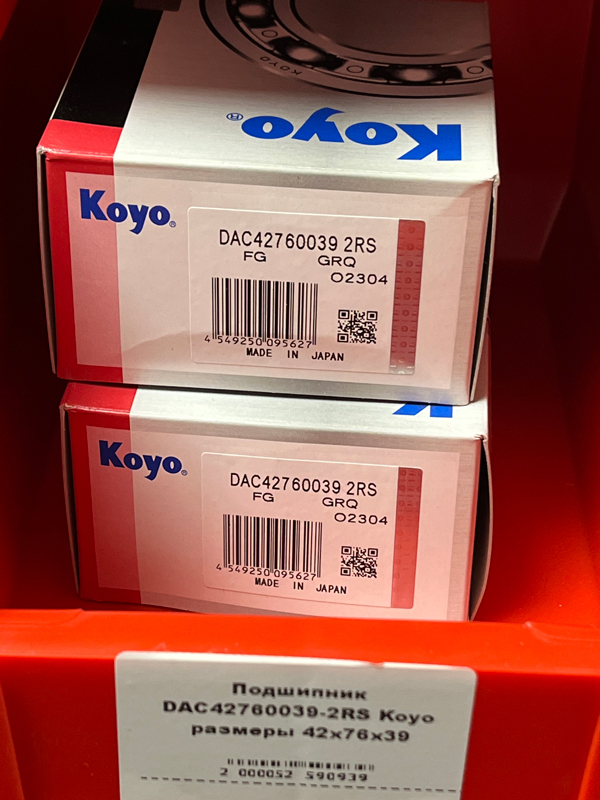 KOYO
Koyo®
Koyo®
DAC42760039 2RS
FG GRQ
O2304
4 549250 095627
MADE IN JAPAN
Koyo®
DAC42760039 2RS
FG GRQ
O2304
4 549250 095627
MADE IN JAPAN
Подшипник
DAC42760039-2RS Koyo
размеры 42x76x39
2 000052 590939